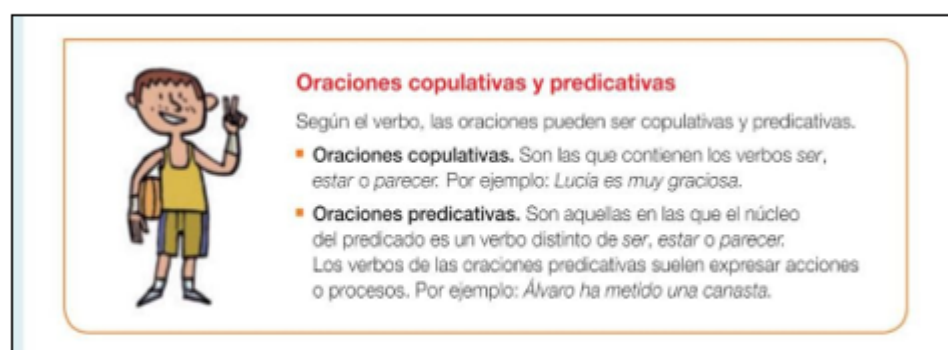 Oraciones copulativas y predicativas
Según el verbo, las oraciones pueden ser copulativas y predicativas.
▪ Oraciones copulativas. Son las que contienen los verbos ser,
estar o parecer. Por ejemplo: Lucía es muy graciosa.
▪ Oraciones predicativas. Son aquellas en las que el núcleo
del predicado es un verbo distinto de ser, estar o parecer.
Los verbos de las oraciones predicativas suelen expresar acciones
o procesos. Por ejemplo: Álvaro ha metido una canasta.